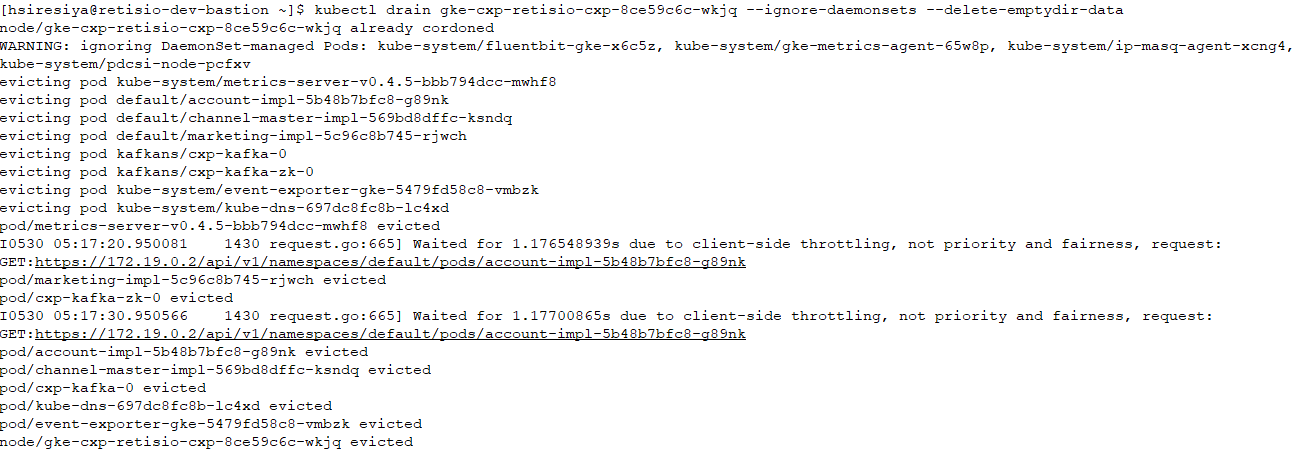 [hsiresiya@retisio-dev-bastion ~]$ kubectl drain gke-cxp-retisio-cxp-8ce59c6c-wkjq --ignore-daemonsets --delete-emptydir-data
node/gke-cxp-retisio-cxp-8ce59c6c-wkjq already cordoned
WARNING: ignoring DaemonSet-managed Pods: kube-system/fluentbit-gke-x6c5z, kube-system/gke-metrics-agent-65w8p, kube-system/ip-masq-agent-xcng4,
kube-system/pdcsi-node-pcfxv
evicting pod kube-system/metrics-server-v0.4.5-bbb794dcc-mwhf8
evicting pod default/account-impl-5b48b7bfc8-g89nk
evicting pod default/channel-master-impl-569bd8dffc-ksndq
evicting pod default/marketing-impl-5c96c8b745-rjwch
evicting pod kafkans/cxp-kafka-0
evicting pod kafkans/cxp-kafka-zk-0
evicting pod kube-system/event-exporter-gke-5479fd58c8-vmbzk
evicting pod kube-system/kube-dns-697dc8fc8b-lc4xd
pod/metrics-server-v0.4.5-bbb794dcc-mwhf8 evicted
I0530 05:17:20.950081    1430 request.go:665] Waited for 1.176548939s due to client-side throttling, not priority and fairness, request:
GET:https://172.19.0.2/api/v1/namespaces/default/pods/account-impl-5b48b7bfc8-g89nk
pod/marketing-impl-5c96c8b745-rjwch evicted
pod/cxp-kafka-zk-0 evicted
I0530 05:17:30.950566    1430 request.go:665] Waited for 1.17700865s due to client-side throttling, not priority and fairness, request:
GET:https://172.19.0.2/api/v1/namespaces/default/pods/account-impl-5b48b7bfc8-g89nk
pod/account-impl-5b48b7bfc8-g89nk evicted
pod/channel-master-impl-569bd8dffc-ksndq evicted
pod/cxp-kafka-0 evicted
pod/kube-dns-697dc8fc8b-lc4xd evicted
pod/event-exporter-gke-5479fd58c8-vmbzk evicted
node/gke-cxp-retisio-cxp-8ce59c6c-wkjq evicted